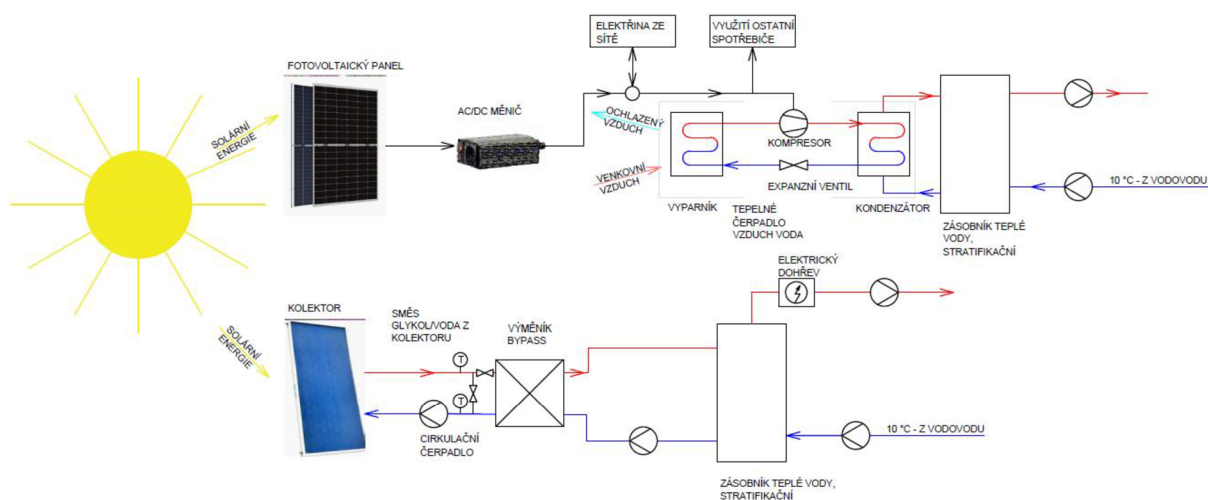 ELEKTŘINA ZE
SÍTĚ
VYUŽITÍ OSTATNÍ
SPOTŘEBIČE
FOTOVOLTAICKÝ PANEL
AC/DC MĚNIČ
SOLÁRNÍ
ENERGIE
OCHLAZENÝ
VZDUCH
KOMPRESOR
VENKOVNÍ
VZDUCH
EXPANZNÍ VENTIL
10 °C - Z VODOVODU
VYPARNÍK
TEPELNÉ
ČERPADLO
VZDUCH VODA
KONDENZÁTOR
ZÁSOBNÍK TEPLÉ
VODY,
STRATIFIKAČNÍ
ELEKTRICKÝ
DOHŘEV
KOLEKTOR
SMĚS
GLYKOL/VODA Z
KOLEKTORU
VÝMĚNÍK
BYPASS
SOLÁRNÍ
ENERGIE
T
T
CIRKULAČNÍ
ČERPADLO
10 °C - Z VODOVODU
ZÁSOBNÍK TEPLÉ VODY,
STRATIFIKAČNÍ